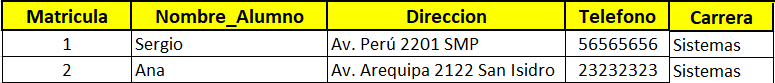 Matricula Nombre_Alumno Direccion Telefono Carrera
1 Sergio Av. Perú 2201 SMP 56565656 Sistemas
2 Ana Av. Arequipa 2122 San Isidro 23232323 Sistemas